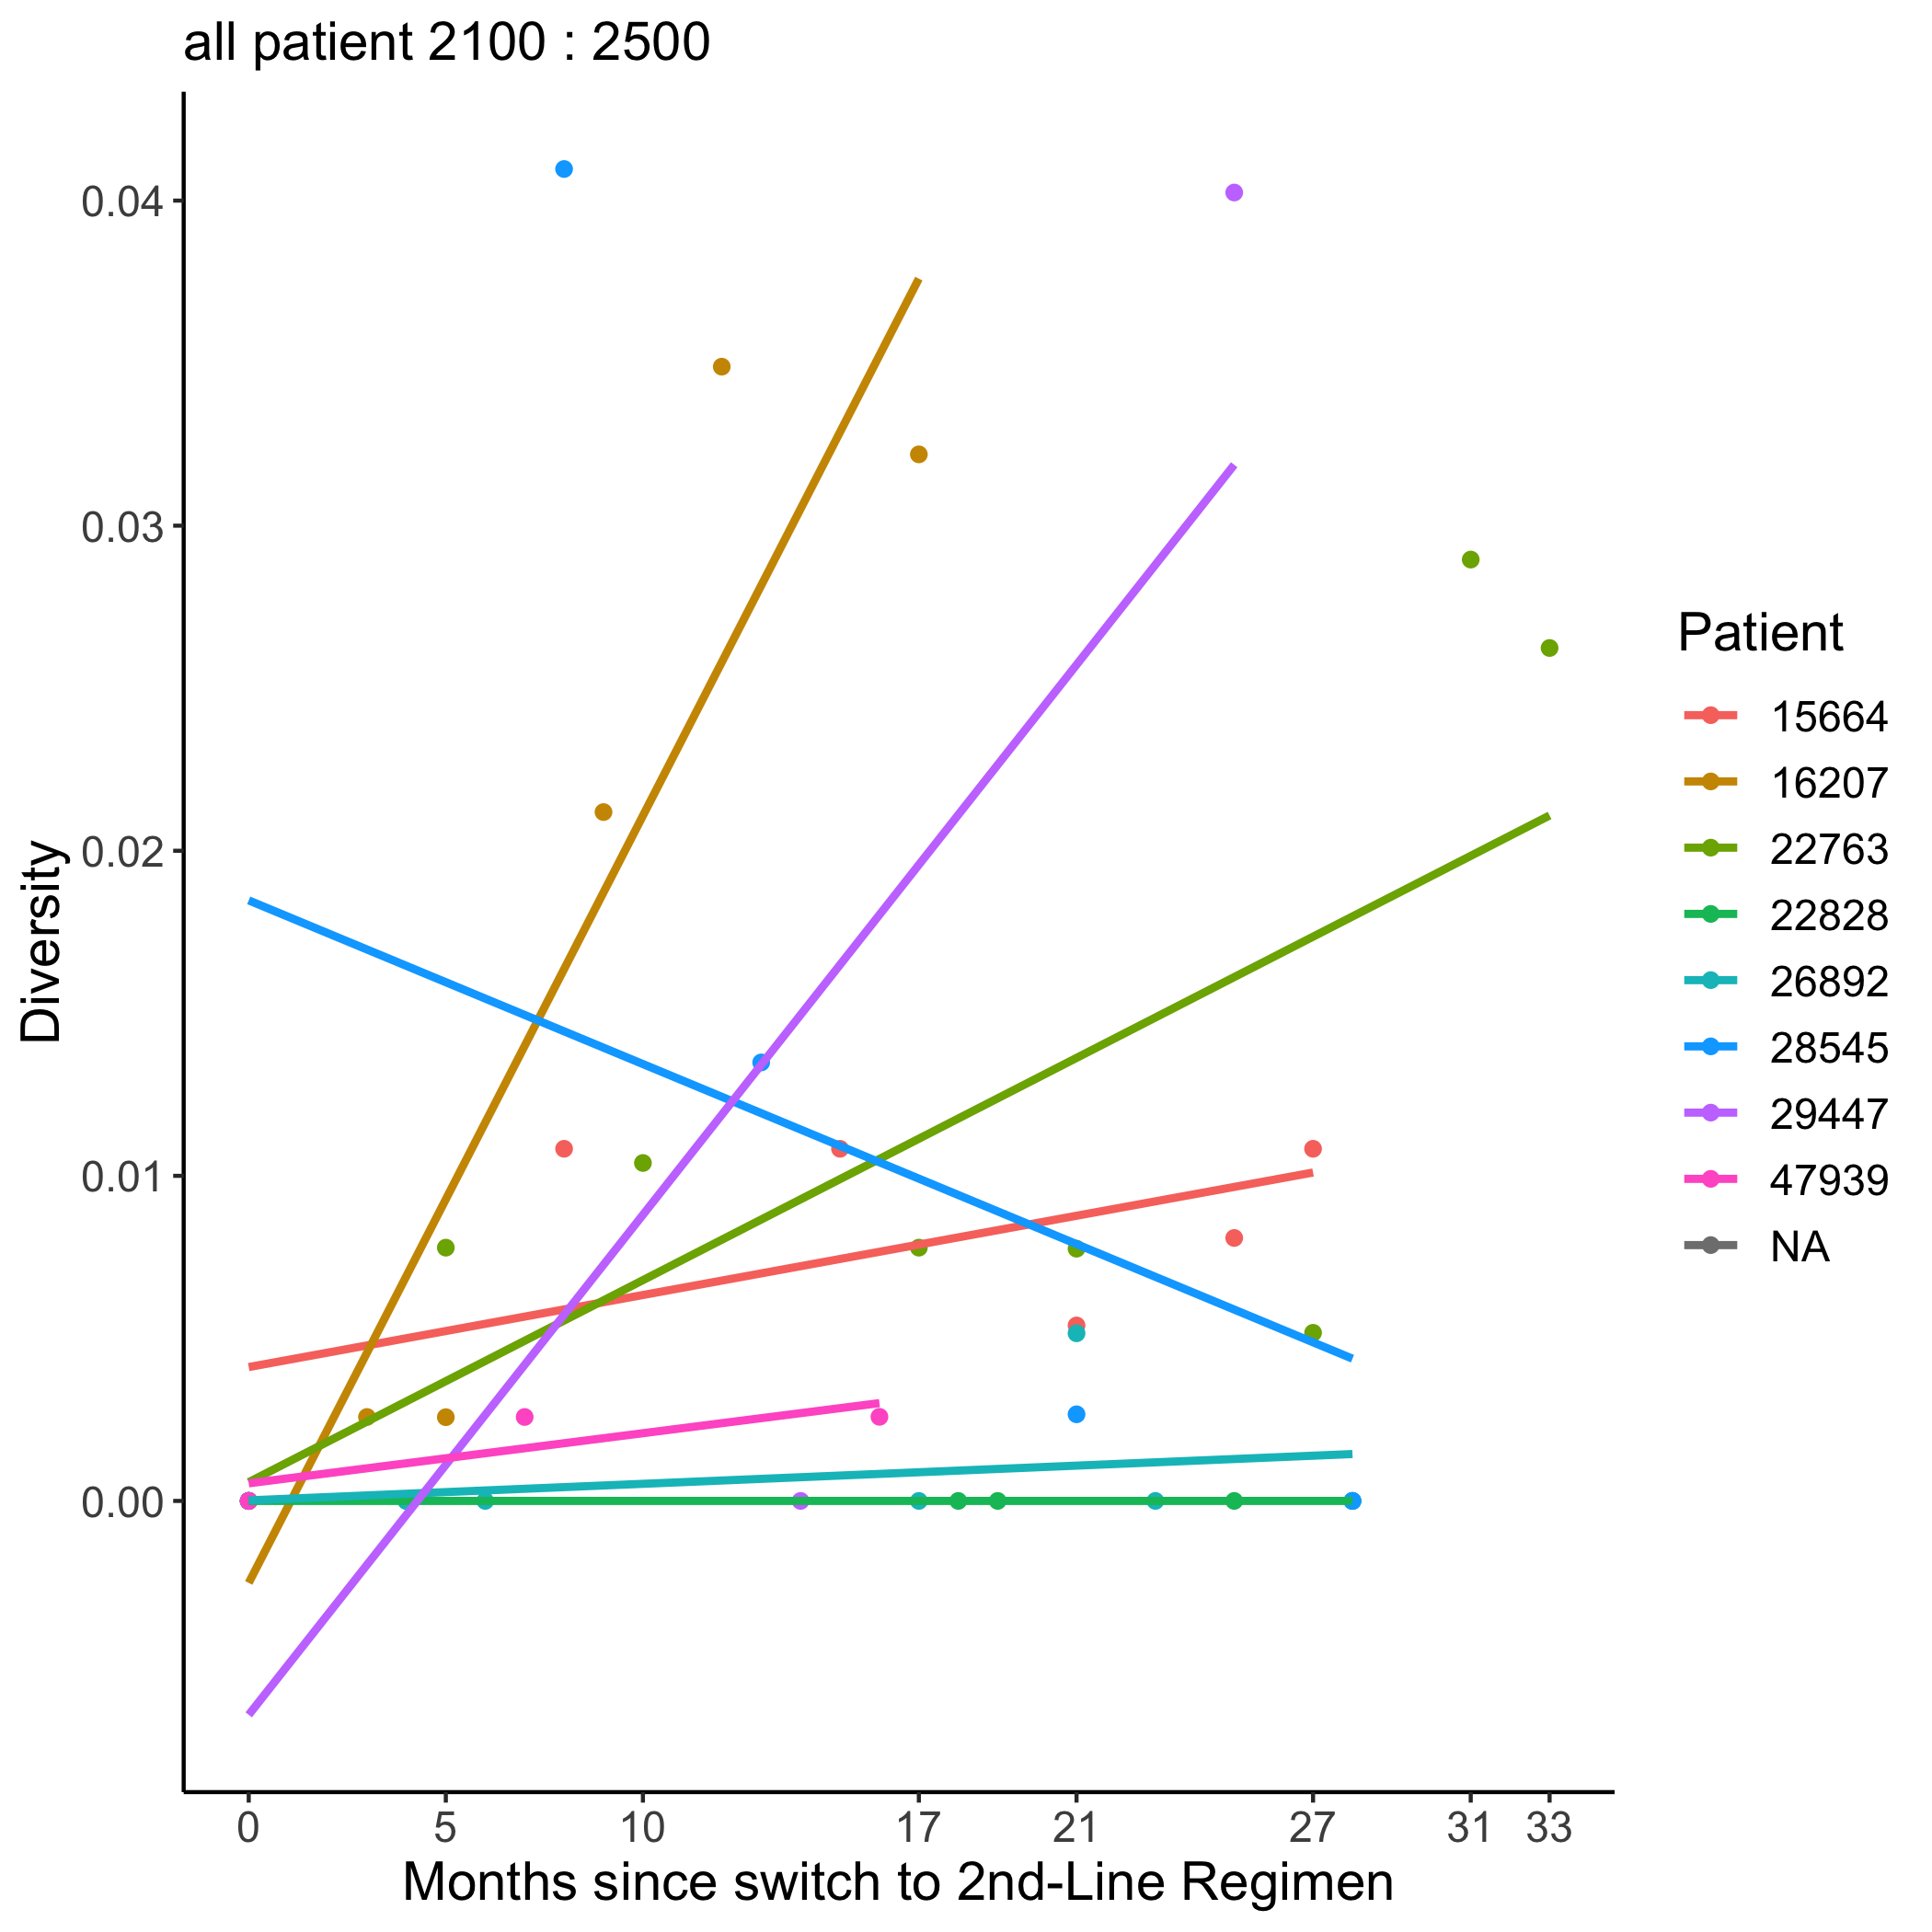 all patient 2100 : 2500
Diversity
0.04
0.03
0.02
0.01
0.00
0 5 10 17 21 27 31 33
Months since switch to 2nd-Line Regimen
Patient
15664
16207
22763
22828
26892
28545
29447
47939
NA